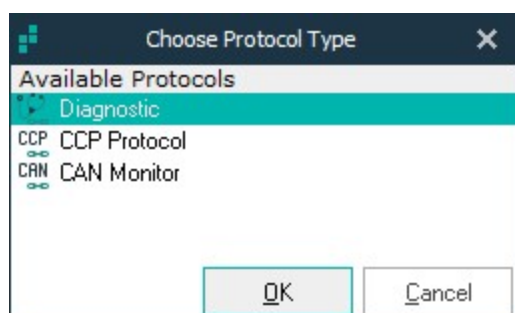 Choose Protocol Type
Available Protocols
Diagnostic
CCP CCP Protocol
CAN CAN Monitor
OK Cancel